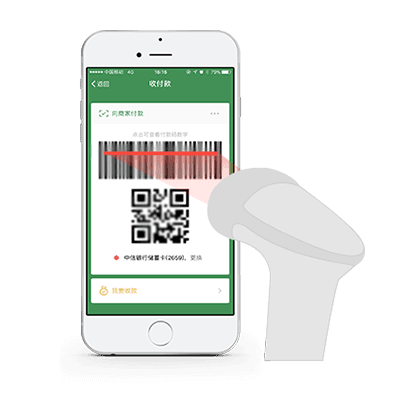 中国移动 4G 16:16 79%
返回 收付款
向商家付款
点击可查看付款码数字
中信银行储蓄卡(2659)，更换
我要收款